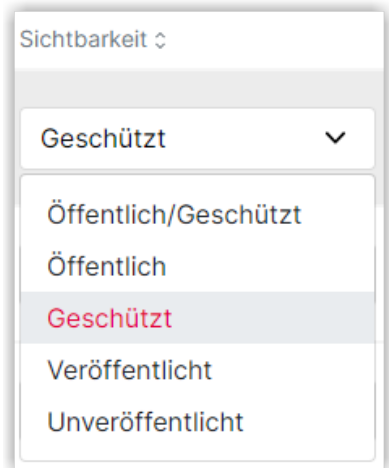 Sichtbarkeit
Geschützt
Öffentlich/Geschützt
Öffentlich
Geschützt
Veröffentlicht
Unveröffentlicht